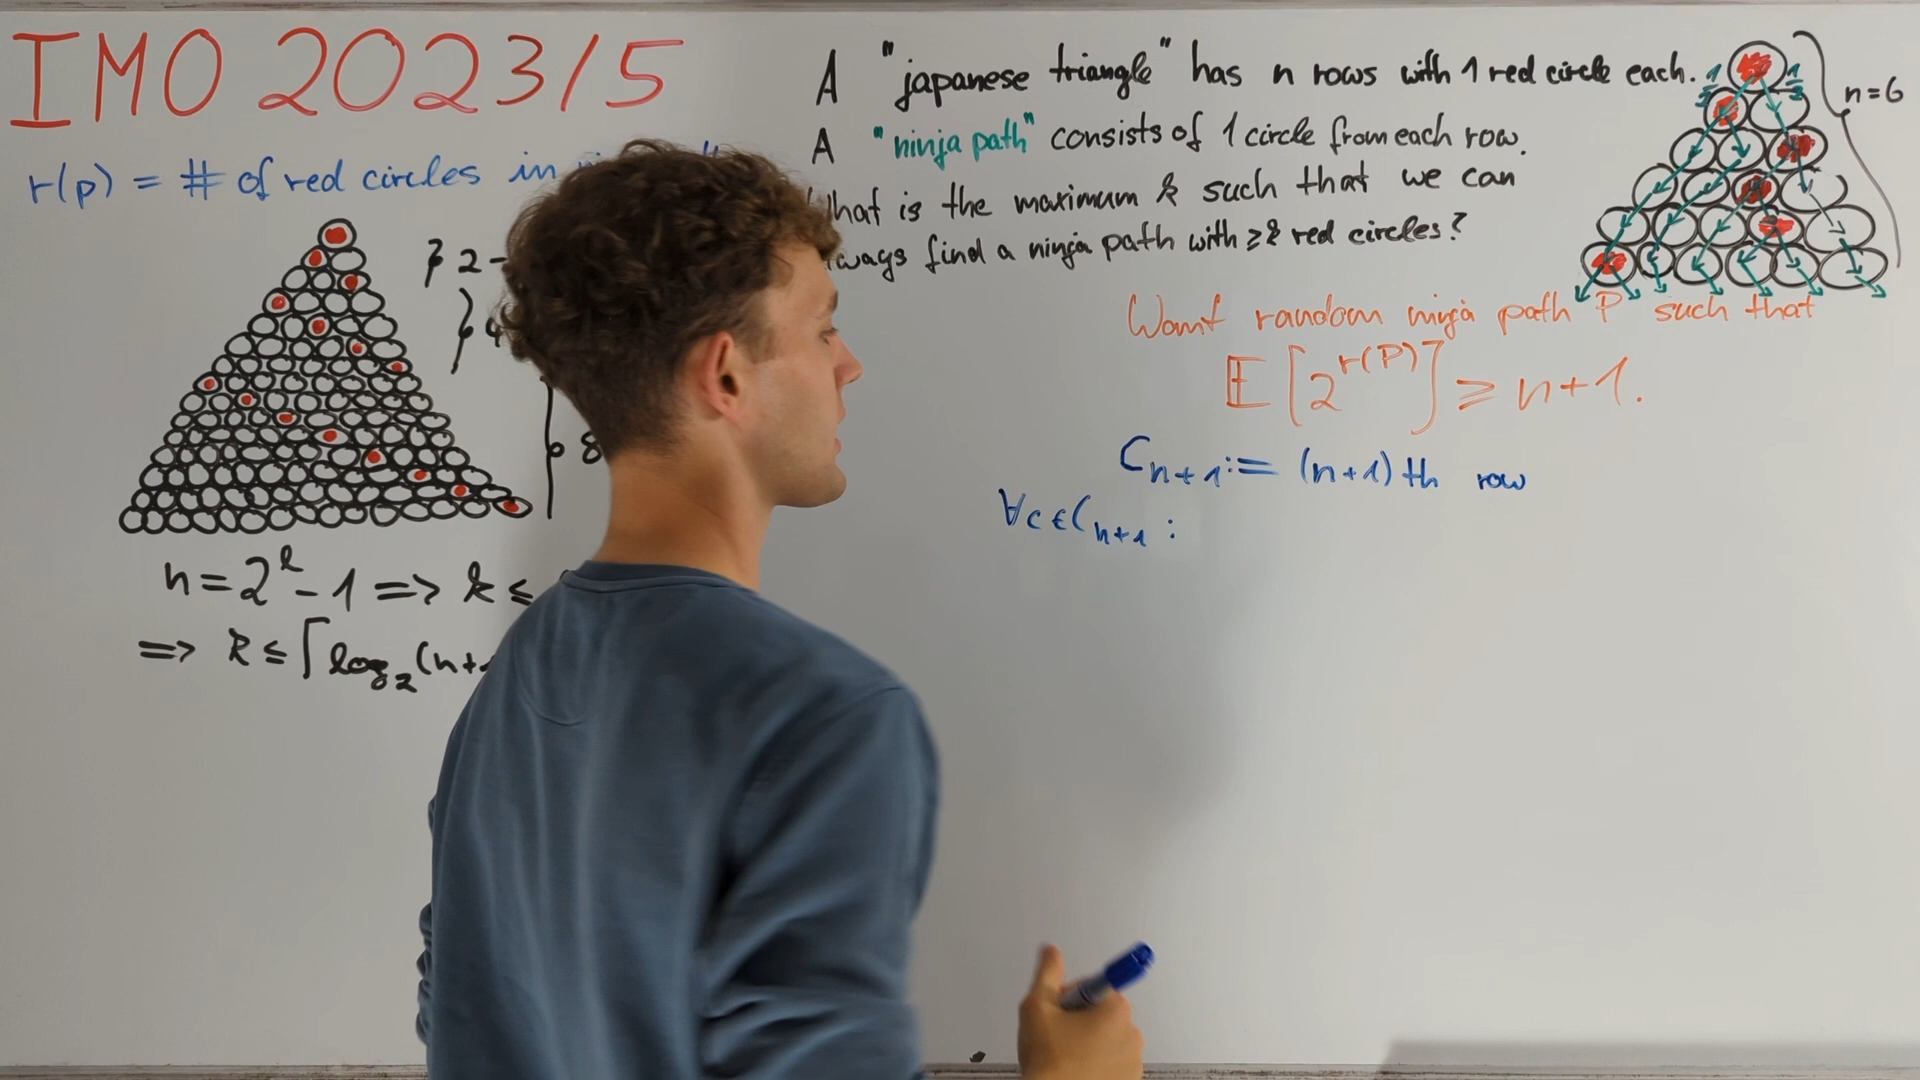 IMO 2023/5
r(p) = # of red circles in
} 2-
}
8
n=2^k-1 => k ≤
=> k ≤ ⌈log₂(n+
A "japanese triangle" has n rows with 1 red circle each.
A "ninja path" consists of 1 circle from each row.
hat is the maximum k such that we can
ways find a ninja path with ≥k red circles?
n=6
Want random ninja path P such that
𝔼[2^{r(P)}] ≥ n+1.
C_{n+1} := (n+1)th row
∀c∈C_{n+1} :